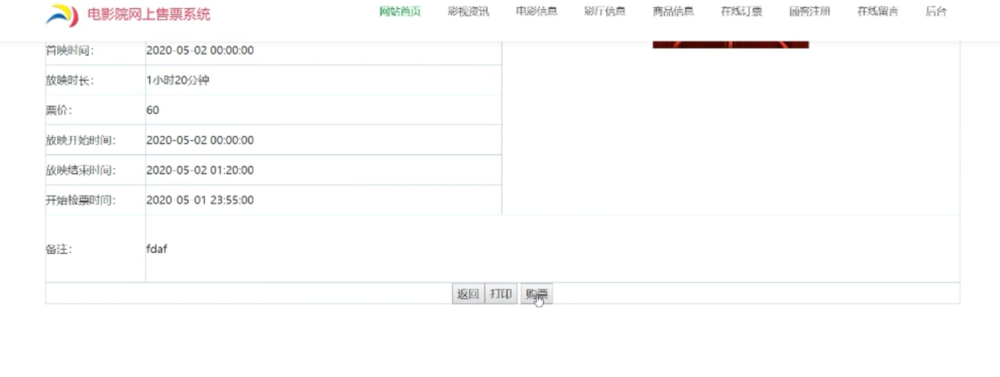 电影院网上售票系统 网站首页 影视资讯 电影信息 影厅信息 商品信息 在线订票 顾客注册 在线留言 后台
首映时间： 2020-05-02 00:00:00
放映时长： 1小时20分钟
票价： 60
放映开始时间： 2020-05-02 00:00:00
放映结束时间： 2020-05-02 01:20:00
开始检票时间： 2020-05-01 23:55:00
备注： fdaf
返回 打印 购票